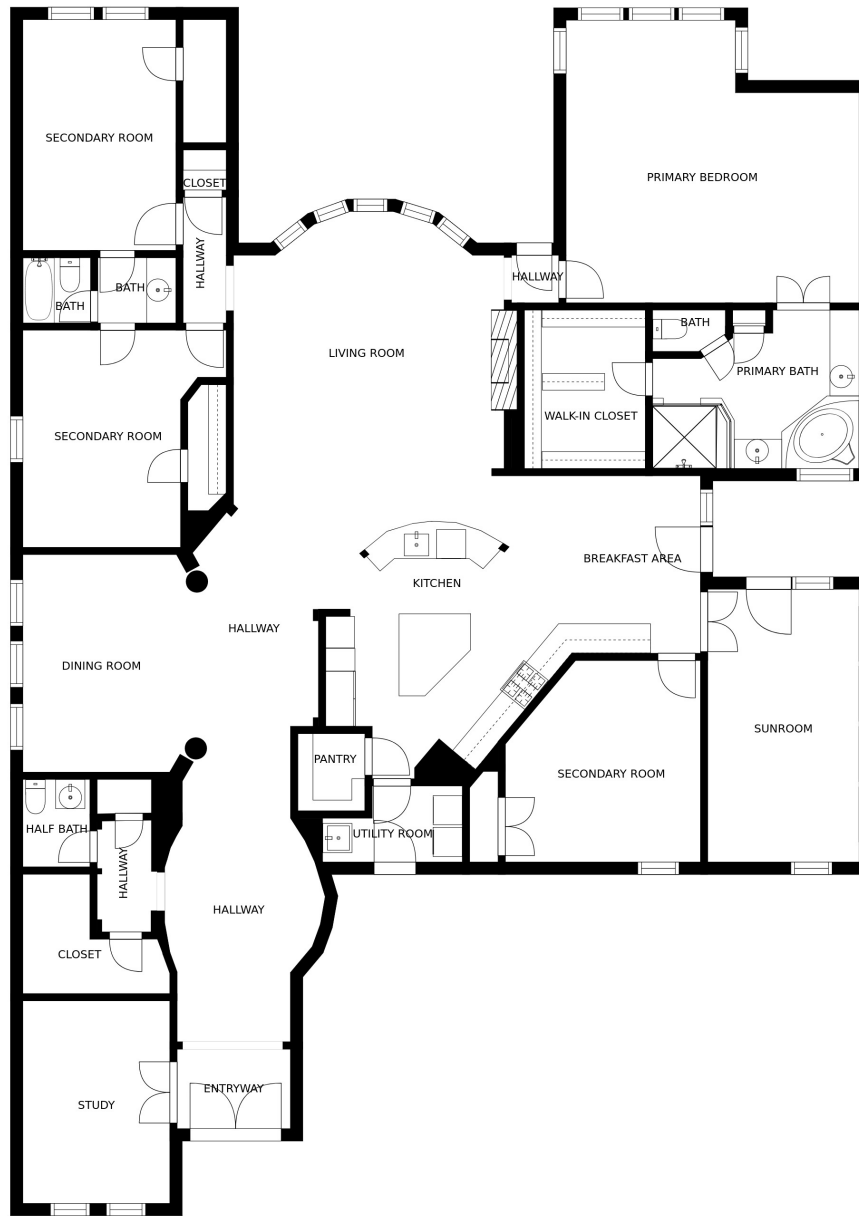 SECONDARY ROOM
CLOSET
PRIMARY BEDROOM
HALLWAY
HALLWAY
BATH
BATH
BATH
LIVING ROOM
PRIMARY BATH
WALK-IN CLOSET
SECONDARY ROOM
BREAKFAST AREA
KITCHEN
HALLWAY
DINING ROOM
SUNROOM
PANTRY
SECONDARY ROOM
HALF BATH
UTILITY ROOM
HALLWAY
HALLWAY
CLOSET
ENTRYWAY
STUDY